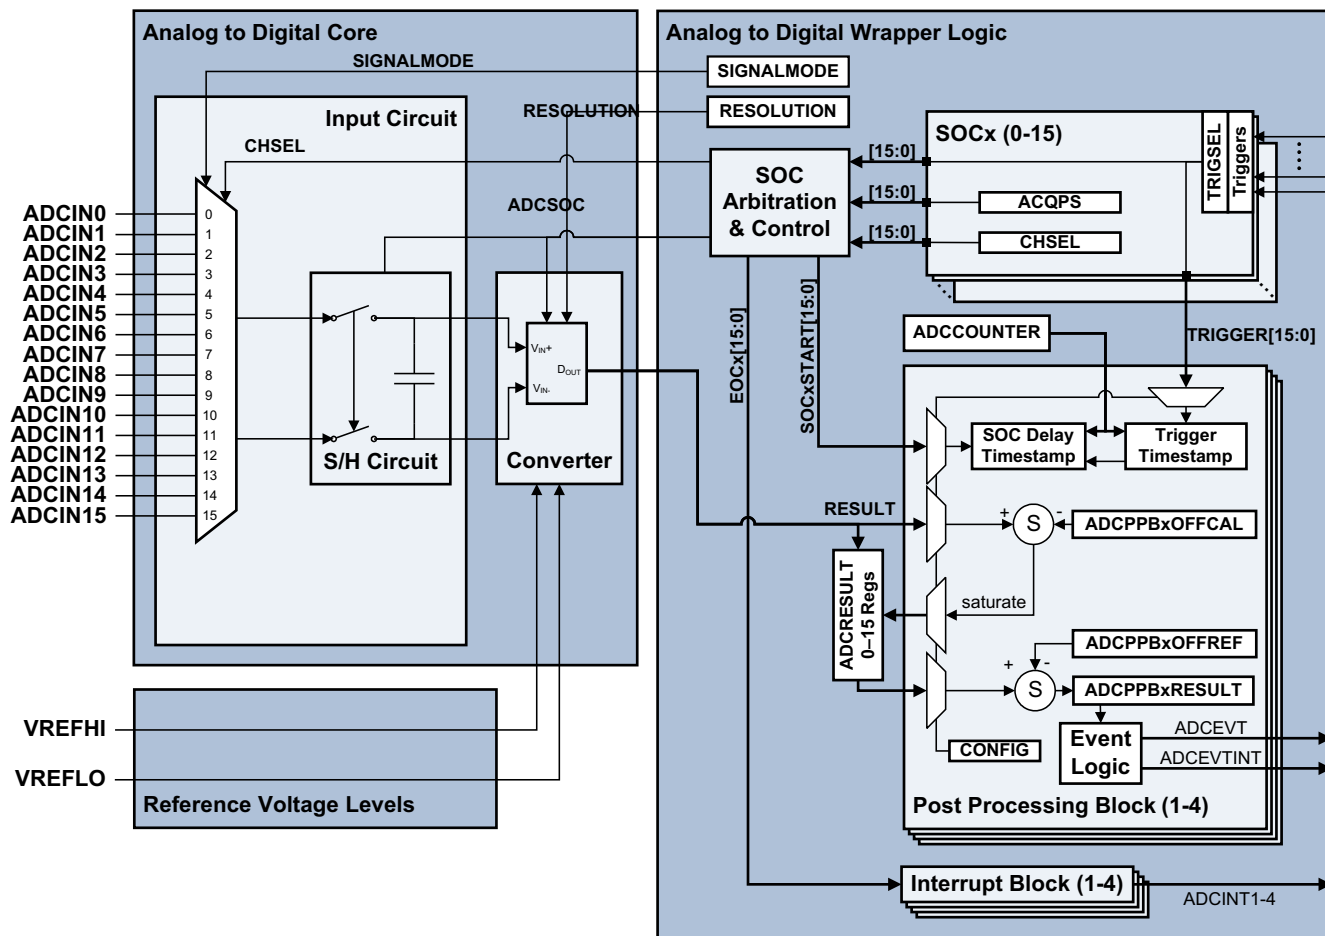 Analog to Digital Core
Analog to Digital Wrapper Logic
SIGNALMODE
SIGNALMODE
RESOLUTION
RESOLUTION
Input Circuit
CHSEL
SOC
Arbitration
& Control
[15:0]
[15:0]
[15:0]
SOCx (0-15)
TRIGSEL
Triggers
ACQPS
CHSEL
ADCSOC
ADCIN0
ADCIN1
ADCIN2
ADCIN3
ADCIN4
ADCIN5
ADCIN6
ADCIN7
ADCIN8
ADCIN9
ADCIN10
ADCIN11
ADCIN12
ADCIN13
ADCIN14
ADCIN15
0
1
2
3
4
5
6
7
8
9
10
11
12
13
14
15
S/H Circuit
VIN+
DOUT
VIN-
Converter
EOCx[15:0]
SOCxSTART[15:0]
ADCCOUNTER
TRIGGER[15:0]
SOC Delay
Timestamp
Trigger
Timestamp
RESULT
+
S
-
ADCPPBxOFFCAL
ADCRESULT
0–15 Regs
saturate
ADCPPBxOFFREF
+
-
S
ADCPPBxRESULT
CONFIG
Event
Logic
ADCEVT
ADCEVTINT
Post Processing Block (1-4)
VREFHI
VREFLO
Reference Voltage Levels
Interrupt Block (1-4)
ADCINT1-4